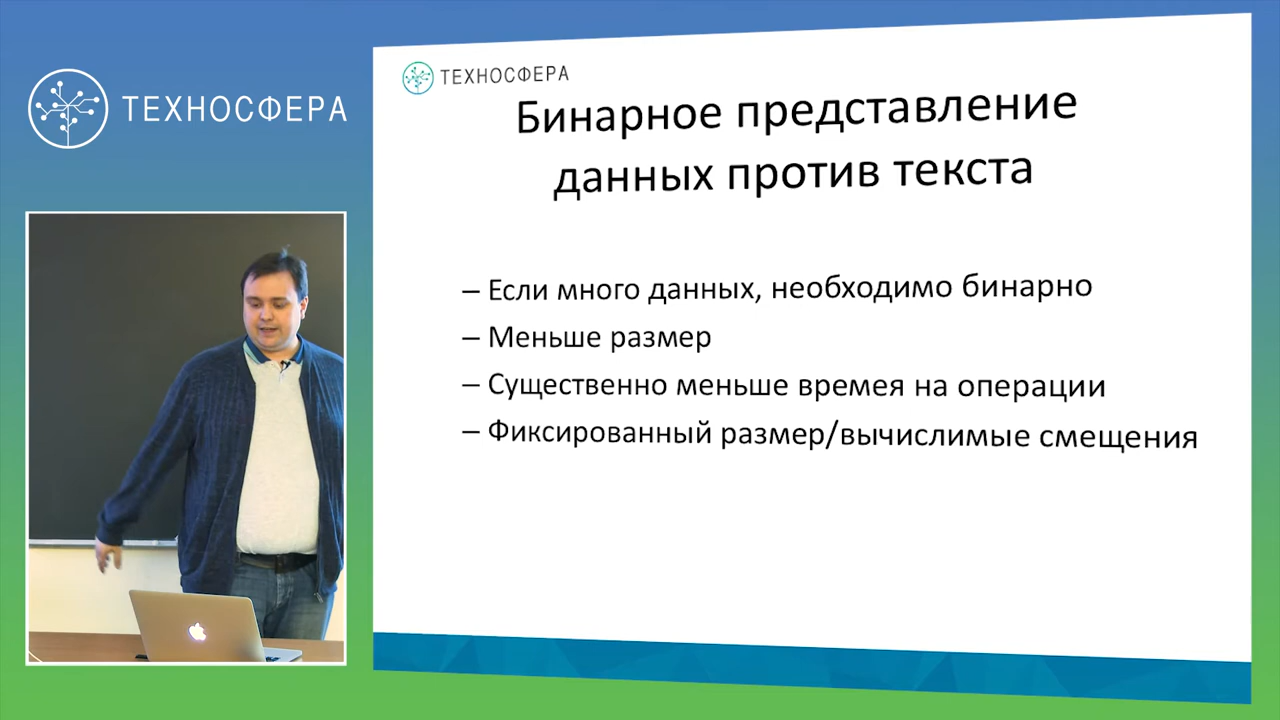 ТЕХНОСФЕРА
ТЕХНОСФЕРА
Бинарное представление
данных против текста
– Если много данных, необходимо бинарно
– Меньше размер
– Существенно меньше времея на операции
– Фиксированный размер/вычислимые смещения